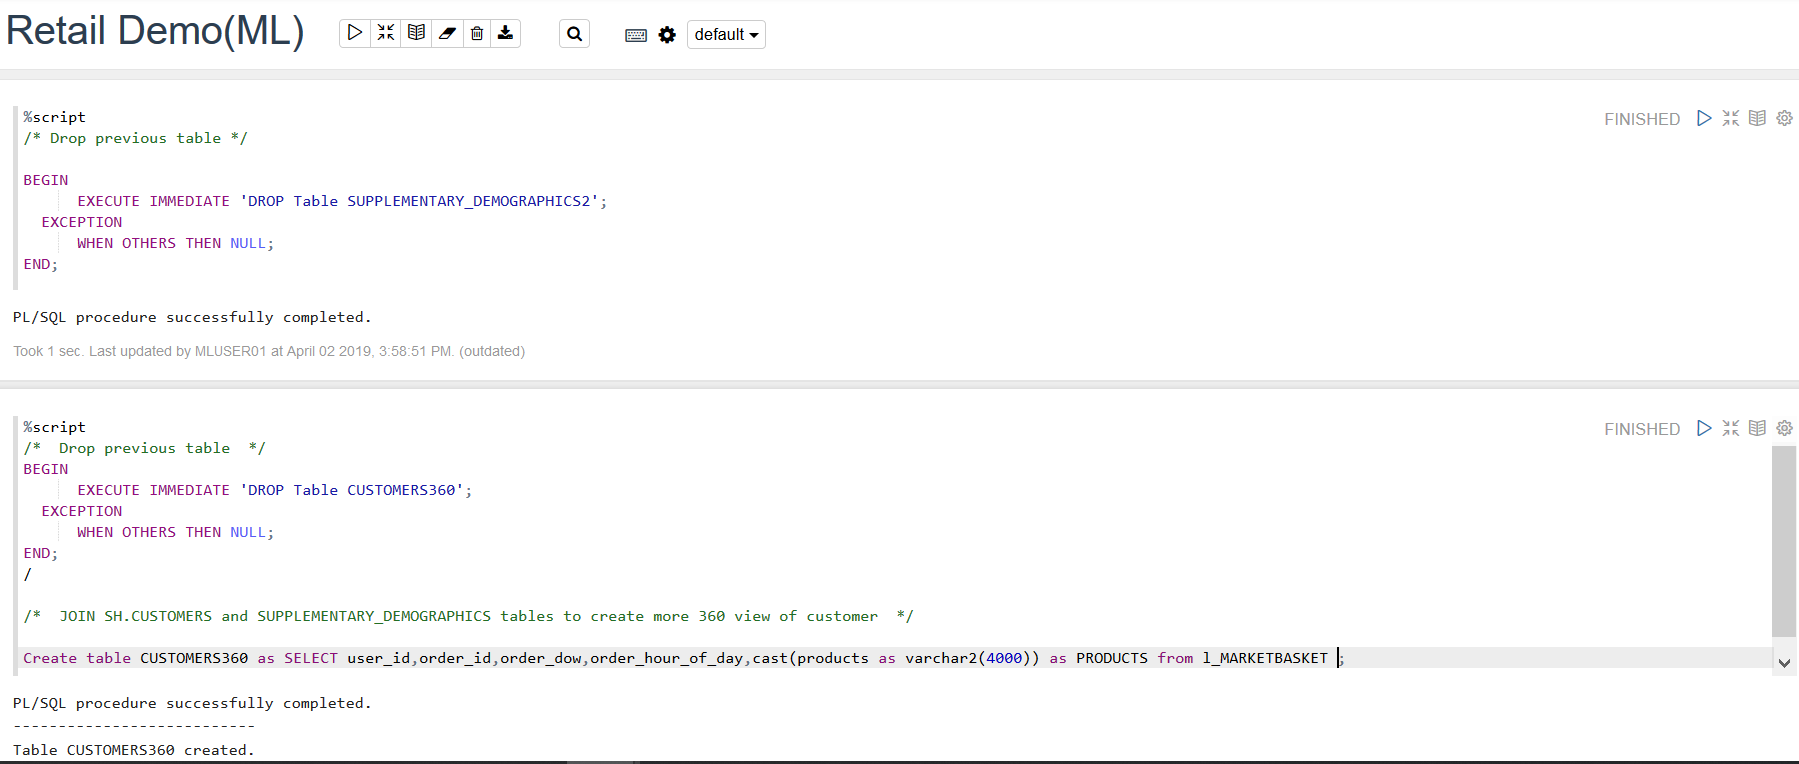 Retail Demo(ML)
default
%script
FINISHED
/* Drop previous table */
BEGIN
EXECUTE IMMEDIATE 'DROP Table SUPPLEMENTARY_DEMOGRAPHICS2';
EXCEPTION
WHEN OTHERS THEN NULL;
END;
PL/SQL procedure successfully completed.
Took 1 sec. Last updated by MLUSER01 at April 02 2019, 3:58:51 PM. (outdated)
%script
FINISHED
/*  Drop previous table  */
BEGIN
EXECUTE IMMEDIATE 'DROP Table CUSTOMERS360';
EXCEPTION
WHEN OTHERS THEN NULL;
END;
/
/*  JOIN SH.CUSTOMERS and SUPPLEMENTARY_DEMOGRAPHICS tables to create more 360 view of customer  */
Create table CUSTOMERS360 as SELECT user_id,order_id,order_dow,order_hour_of_day,cast(products as varchar2(4000)) as PRODUCTS from l_MARKETBASKET ;
PL/SQL procedure successfully completed.
---------------------------
Table CUSTOMERS360 created.